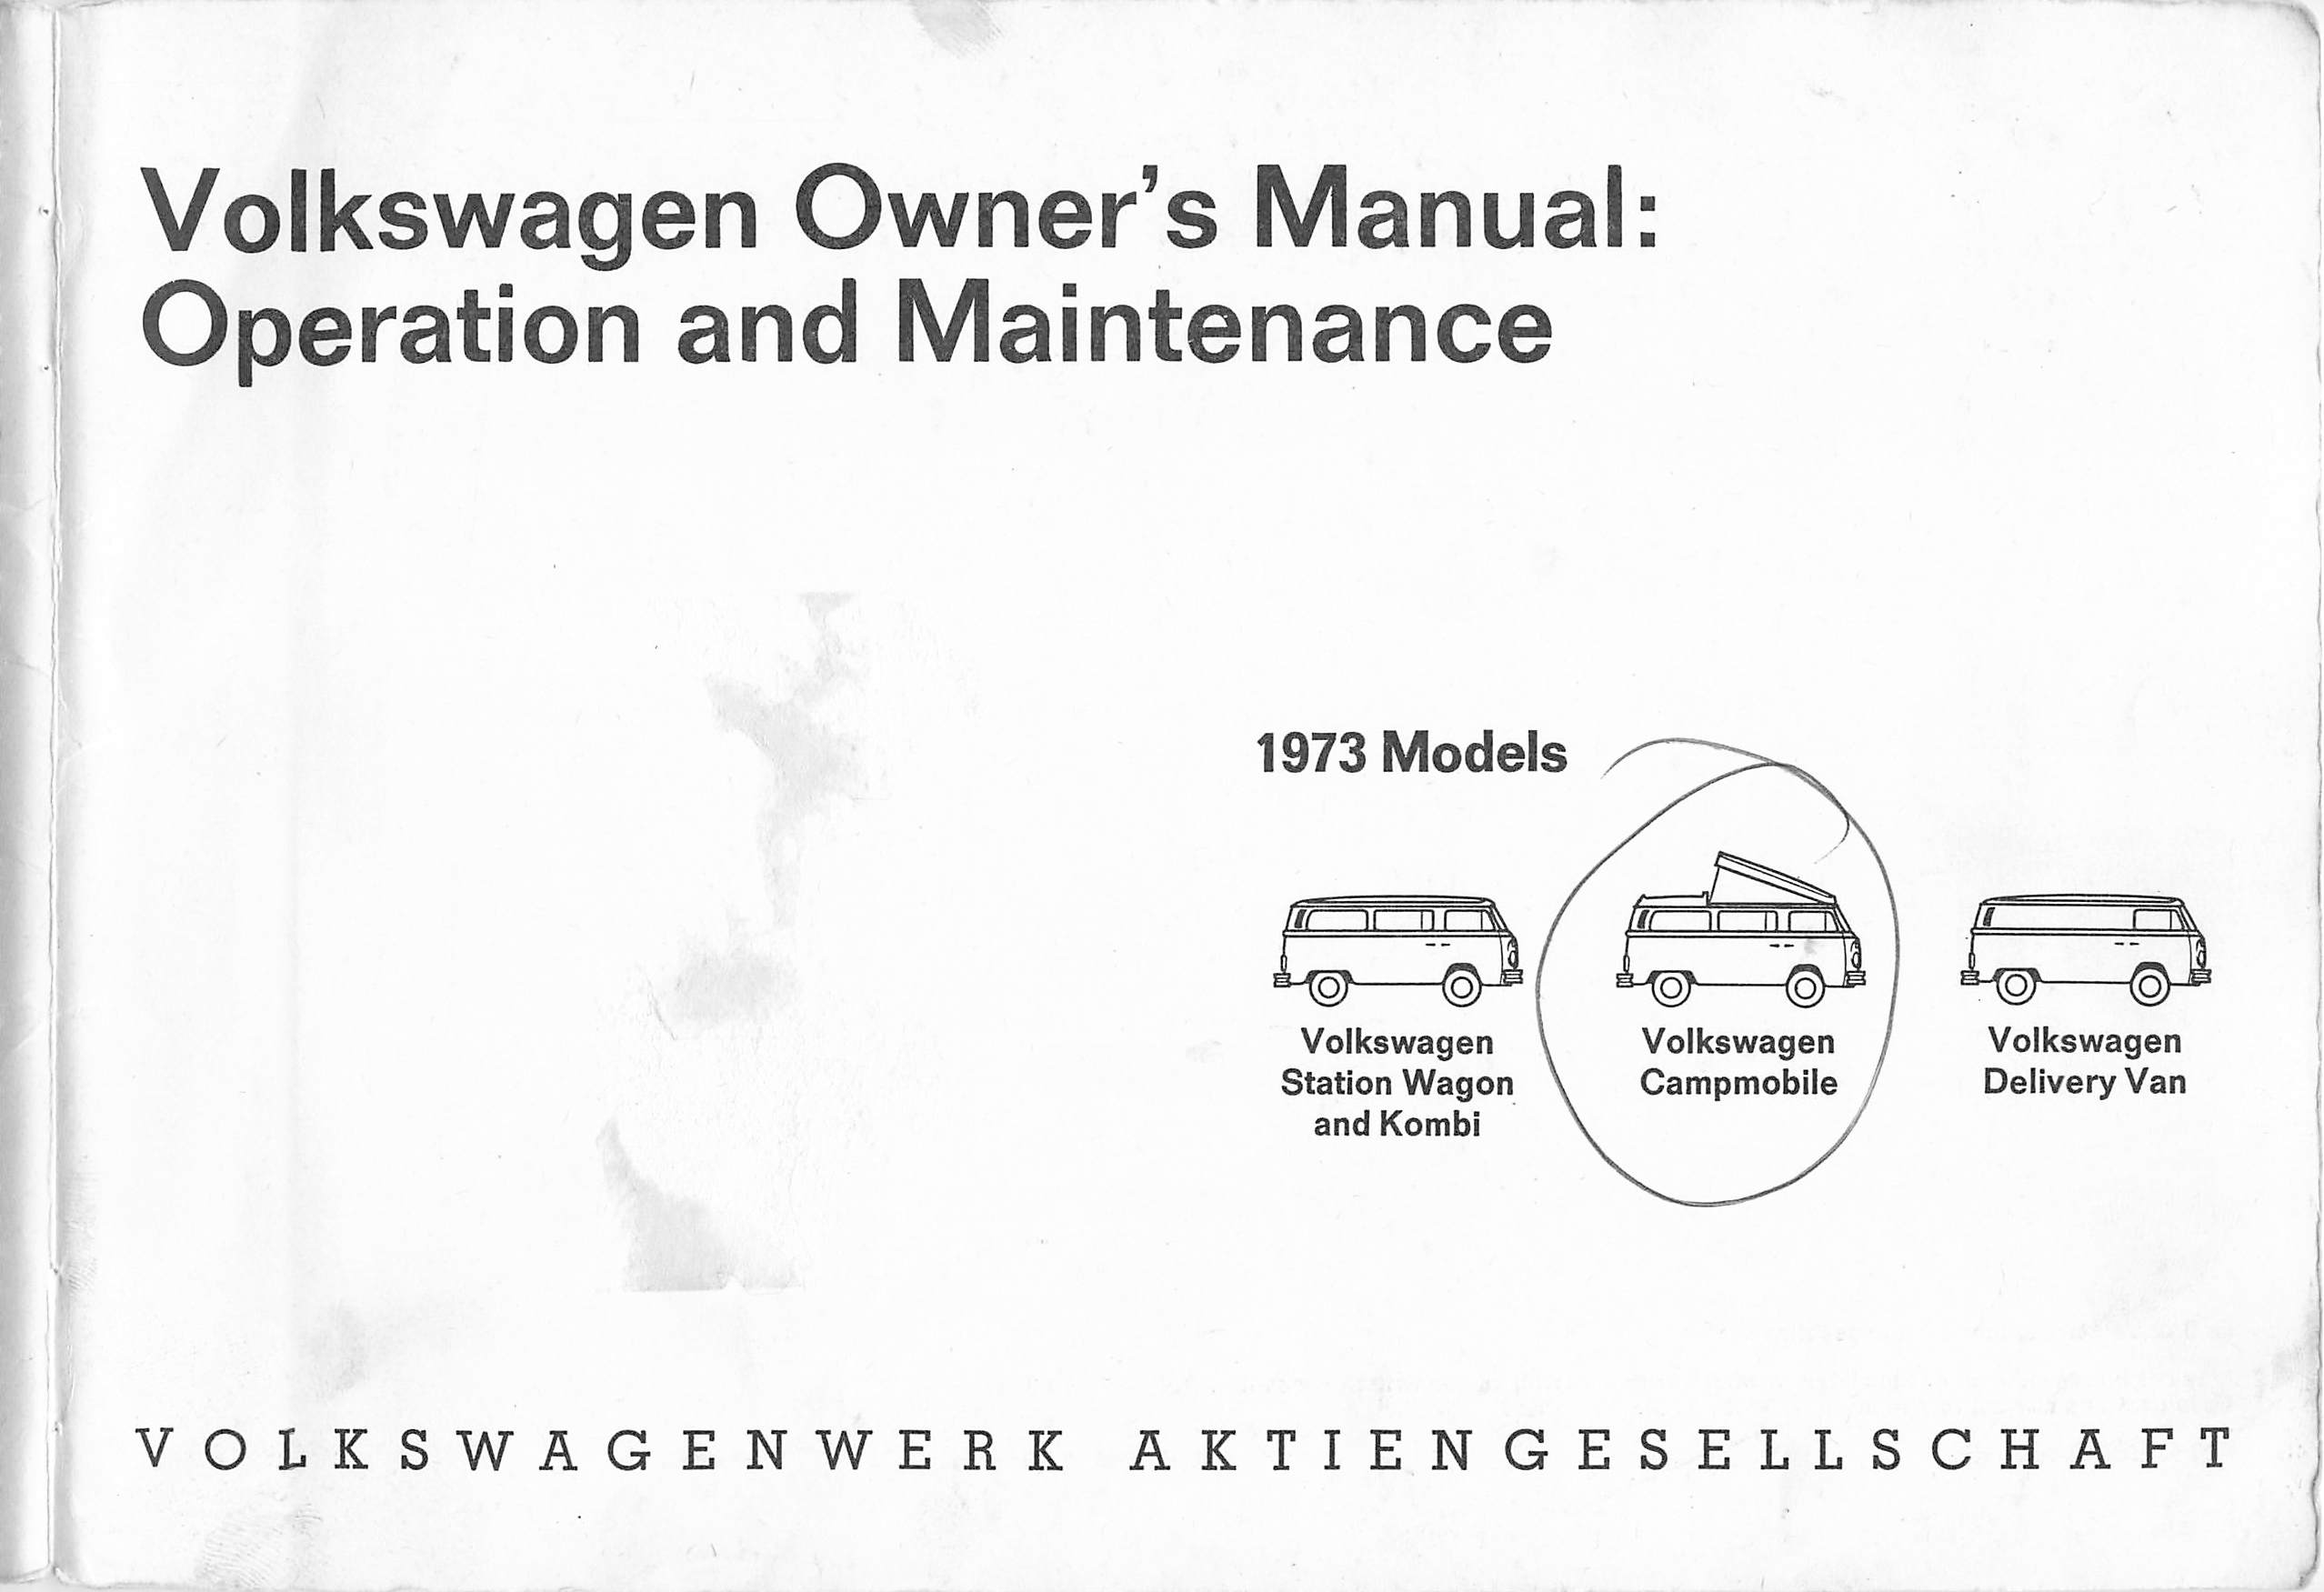 Volkswagen Owner's Manual:
Operation and Maintenance
1973 Models
Volkswagen
Station Wagon
and Kombi
Volkswagen
Campmobile
Volkswagen
Delivery Van
VOLKSWAGENWERK AKTIENGESELLSCHAFT